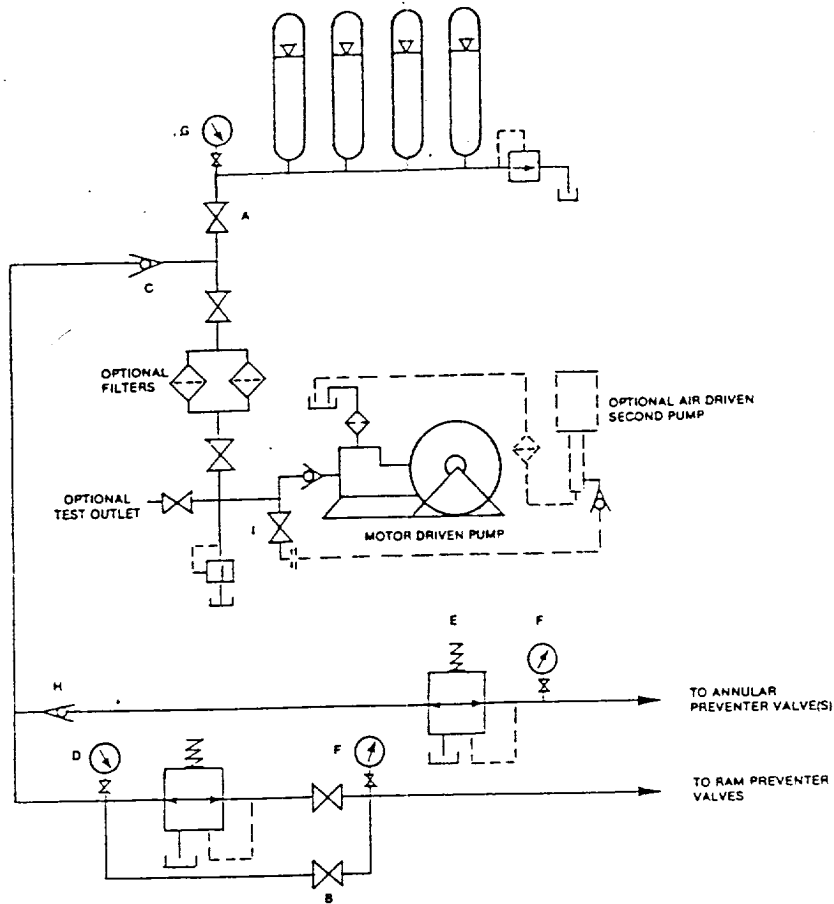 G
A
C
OPTIONAL
FILTERS
OPTIONAL AIR DRIVEN
SECOND PUMP
OPTIONAL
TEST OUTLET
I
MOTOR DRIVEN PUMP
E
F
H
TO ANNULAR
PREVENTER VALVE(S)
D
F
TO RAM PREVENTER
VALVES
B